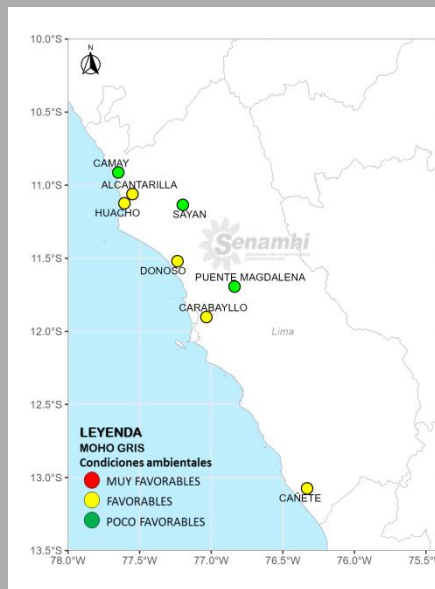 10.0°S
N
10.5°S
CAMAY
11.0°S
ALCANTARILLA
HUACHO
SAYAN
Senamhi
11.5°S
DONOSO
PUENTE MAGDALENA
CARABAYLLO
12.0°S
Lima
12.5°S
LEYENDA
MOHO GRIS
Condiciones ambientales
MUY FAVORABLES
FAVORABLES
POCO FAVORABLES
13.0°S
CAÑETE
13.5°S
78.0°W 77.5°W 77.0°W 76.5°W 76.0°W 75.5°